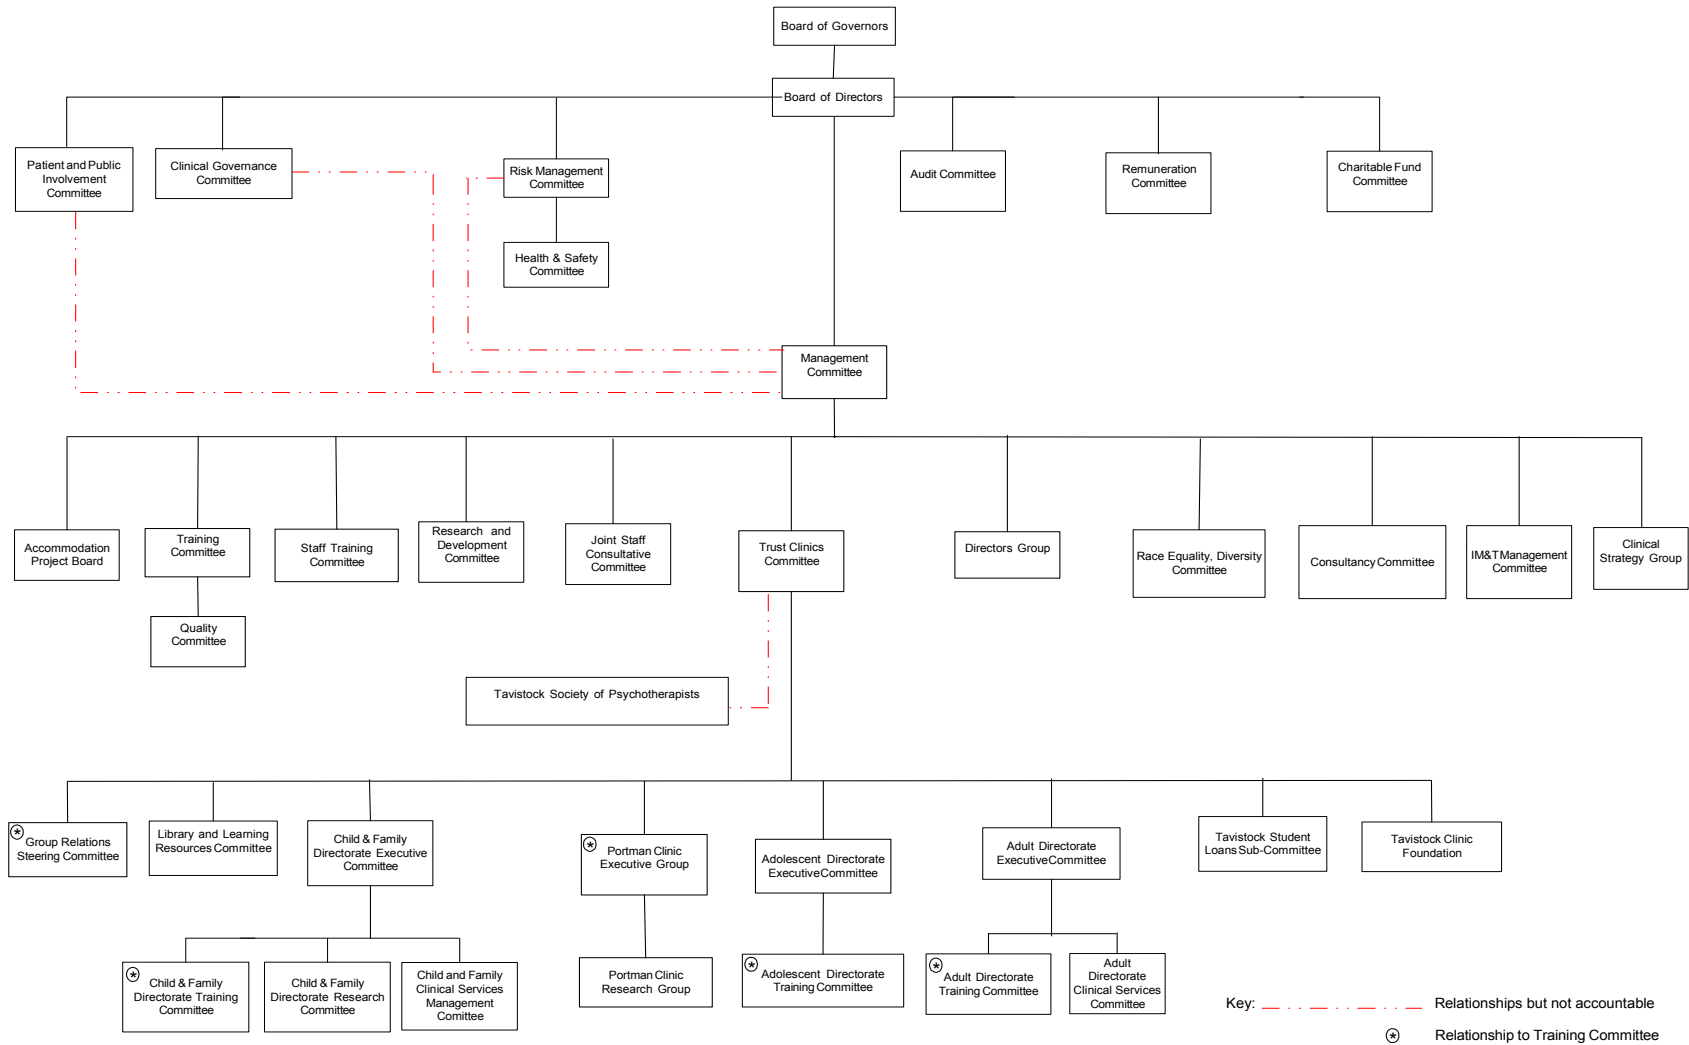 Board of Governors
Board of Directors
Patient and Public
Involvement
Committee
Clinical Governance
Committee
Risk Management
Committee
Audit Committee
Remuneration
Committee
Charitable Fund
Committee
Health & Safety
Committee
Management
Committee
Accommodation
Project Board
Training
Committee
Staff Training
Committee
Research and
Development
Committee
Joint Staff
Consultative
Committee
Trust Clinics
Committee
Directors Group
Race Equality, Diversity
Committee
Consultancy Committee
IM&T Management
Committee
Clinical
Strategy Group
Quality
Committee
Tavistock Society of Psychotherapists
Group Relations
Steering Committee
Library and Learning
Resources Committee
Child & Family
Directorate Executive
Committee
Portman Clinic
Executive Group
Adolescent Directorate
Executive Committee
Adult Directorate
Executive Committee
Tavistock Student
Loans Sub-Committee
Tavistock Clinic
Foundation
Child & Family
Directorate Training
Committee
Child & Family
Directorate Research
Committee
Child and Family
Clinical Services
Management
Comittee
Portman Clinic
Research Group
Adolescent Directorate
Training Committee
Adult Directorate
Training Committee
Adult
Directorate
Clinical Services
Committee
Key: Relationships but not accountable
Relationship to Training Committee